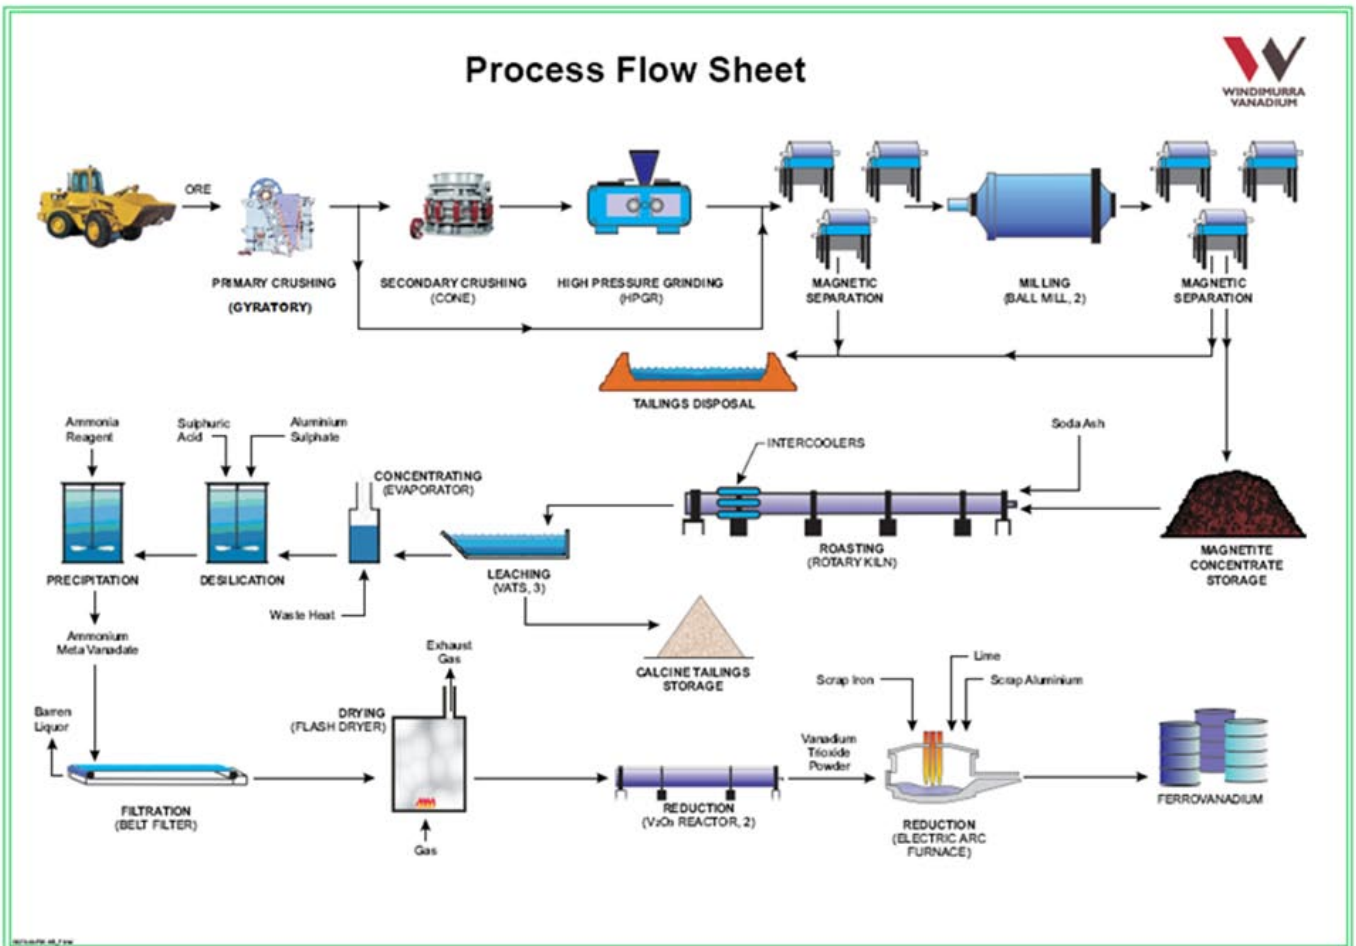 Process Flow Sheet
WINDIMURRA
VANADIUM
ORE
PRIMARY CRUSHING
(GYRATORY)
SECONDARY CRUSHING
(CONE)
HIGH PRESSURE GRINDING
(HPGR)
MAGNETIC
SEPARATION
MILLING
(BALL MILL, 2)
MAGNETIC
SEPARATION
TAILINGS DISPOSAL
Ammonia
Reagent
Sulphuric
Acid
Aluminium
Sulphate
CONCENTRATING
(EVAPORATOR)
INTERCOOLERS
Soda Ash
PRECIPITATION
DESILICATION
Waste Heat
LEACHING
(VATS, 3)
ROASTING
(ROTARY KILN)
MAGNETITE
CONCENTRATE
STORAGE
Ammonium
Meta Vanadate
CALCINE TAILINGS
STORAGE
Exhaust
Gas
Barren
Liquor
DRYING
(FLASH DRYER)
Scrap Iron
Lime
Scrap Aluminium
Vanadium
Trioxide
Powder
FILTRATION
(BELT FILTER)
Gas
REDUCTION
(V₂O₃ REACTOR, 2)
REDUCTION
(ELECTRIC ARC
FURNACE)
FERROVANADIUM